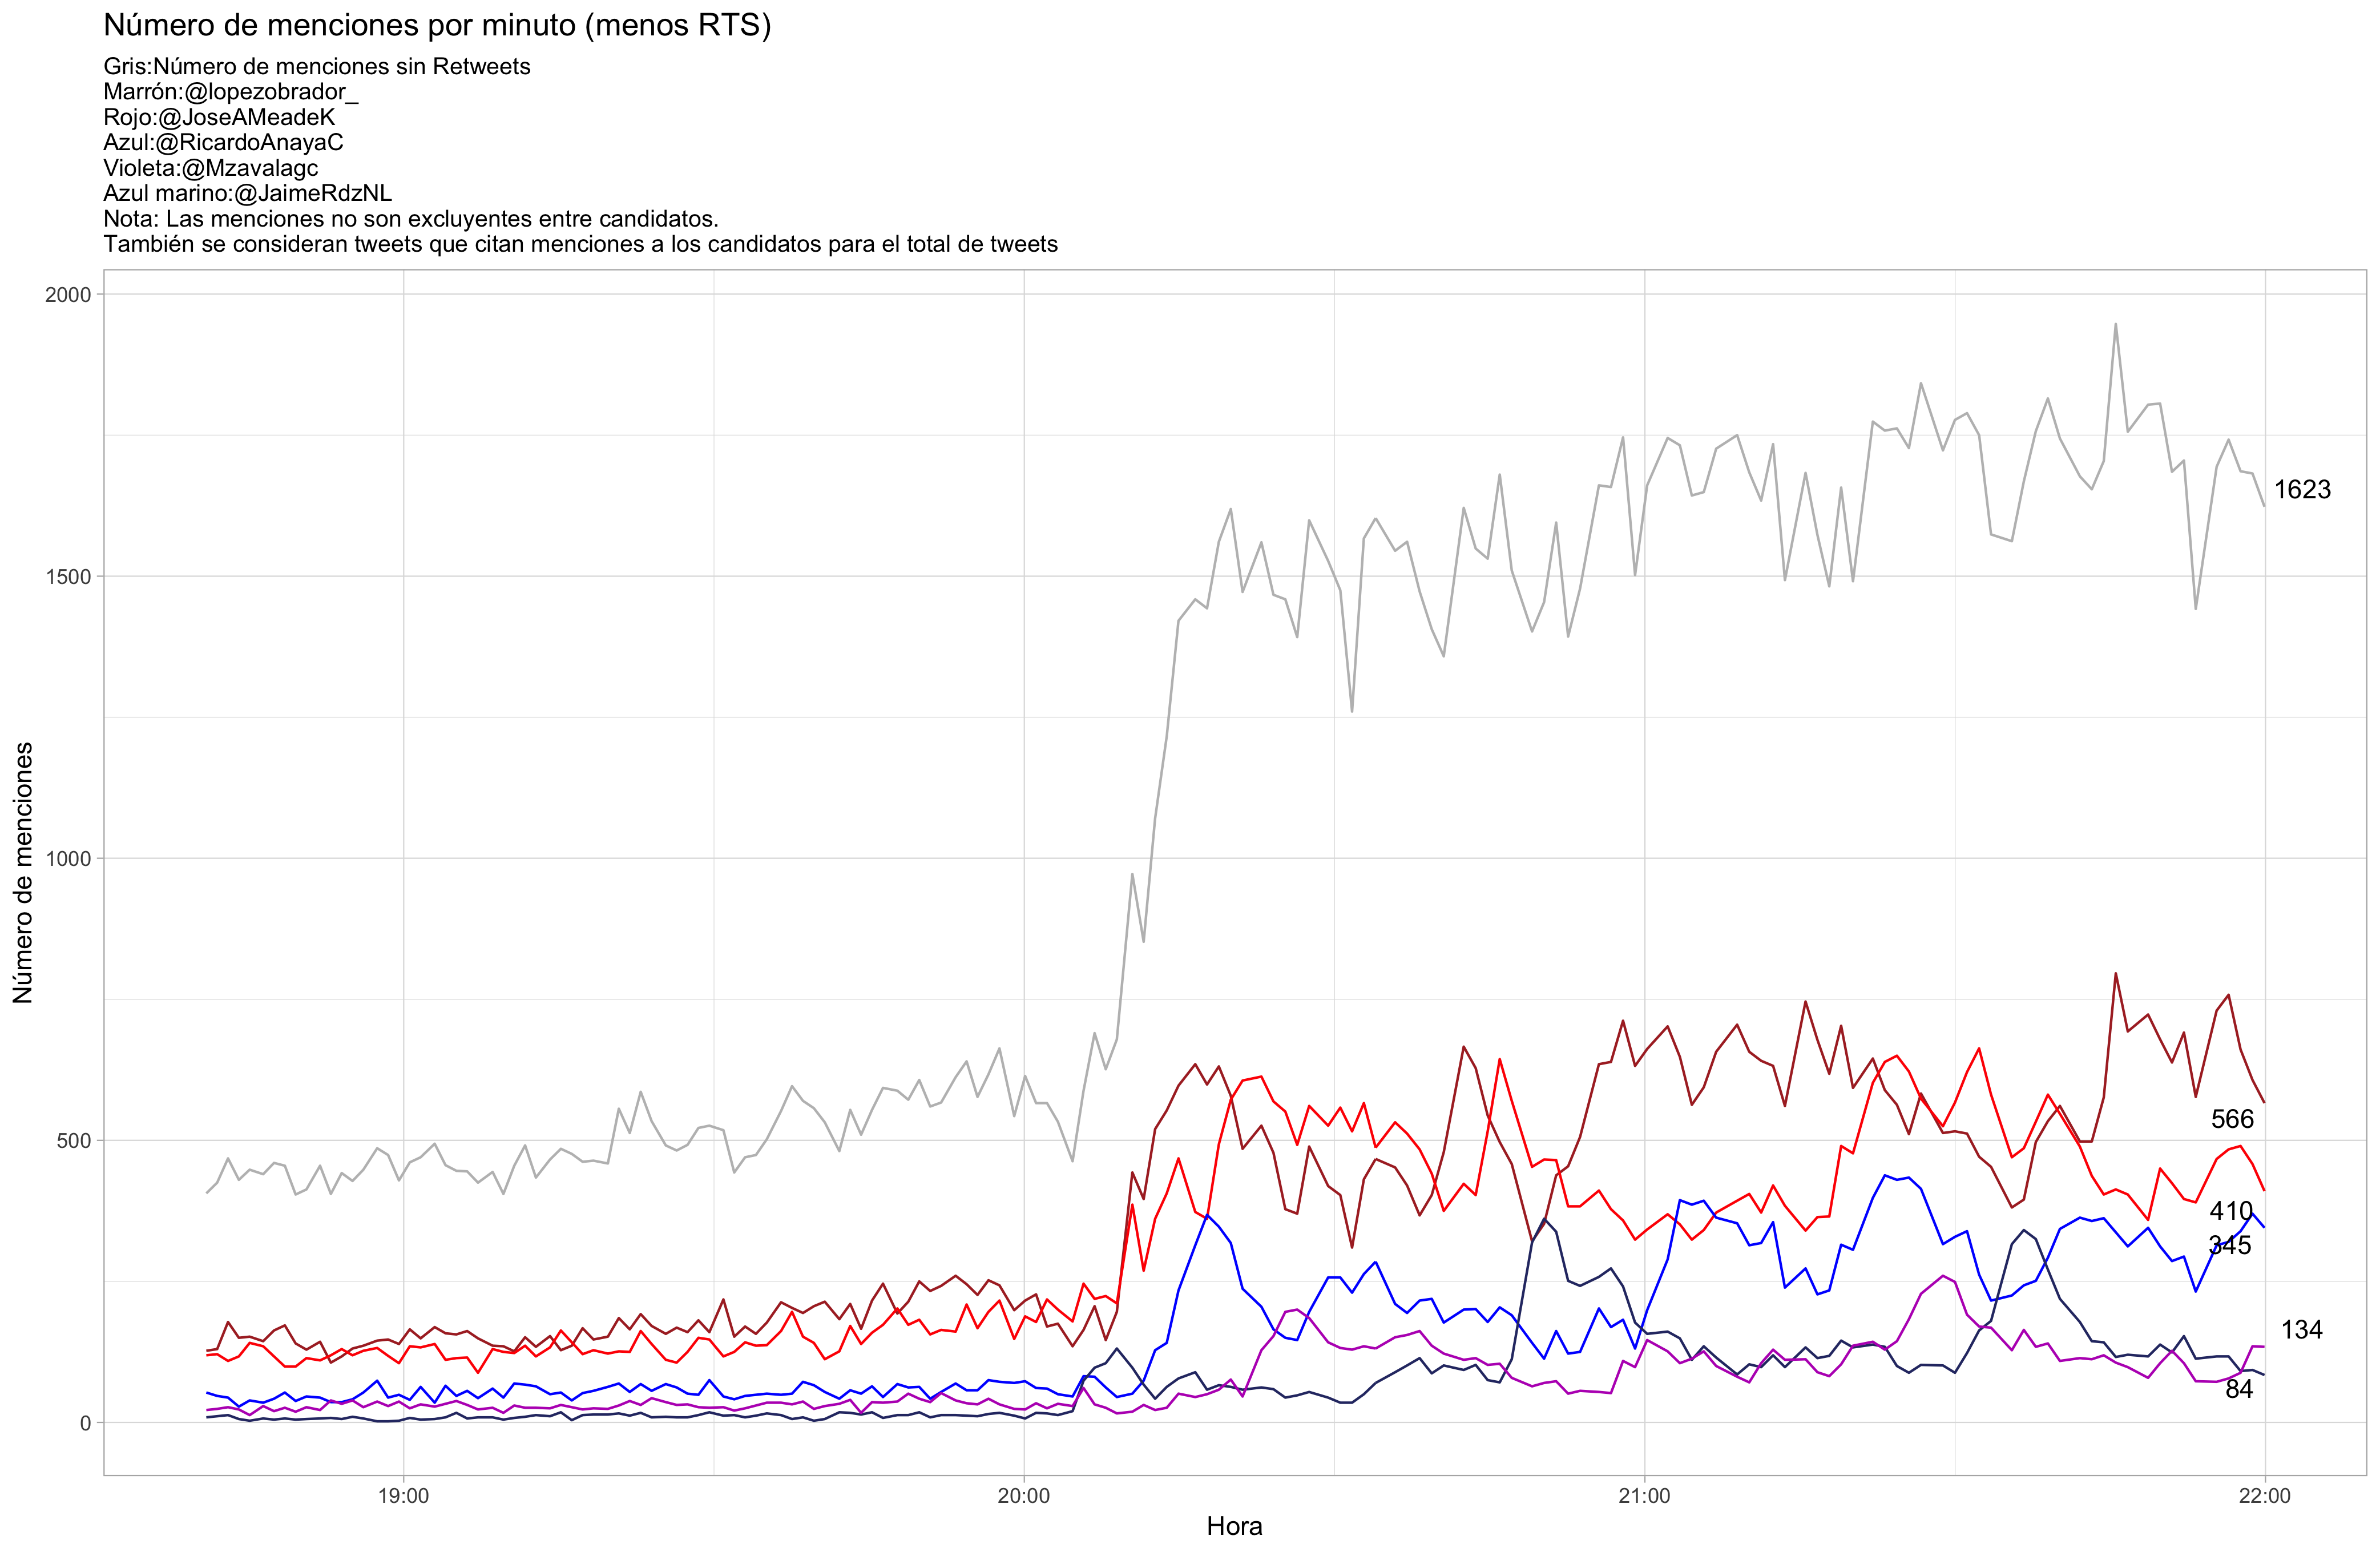 Número de menciones por minuto (menos RTS)
Gris:Número de menciones sin Retweets
Marrón:@lopezobrador_
Rojo:@JoseAMeadeK
Azul:@RicardoAnayaC
Violeta:@Mzavalagc
Azul marino:@JaimeRdzNL
Nota: Las menciones no son excluyentes entre candidatos.
También se consideran tweets que citan menciones a los candidatos para el total de tweets
2000
1500
1000
500
0
Número de menciones
1623
566
410
345
134
84
19:00
20:00
21:00
22:00
Hora